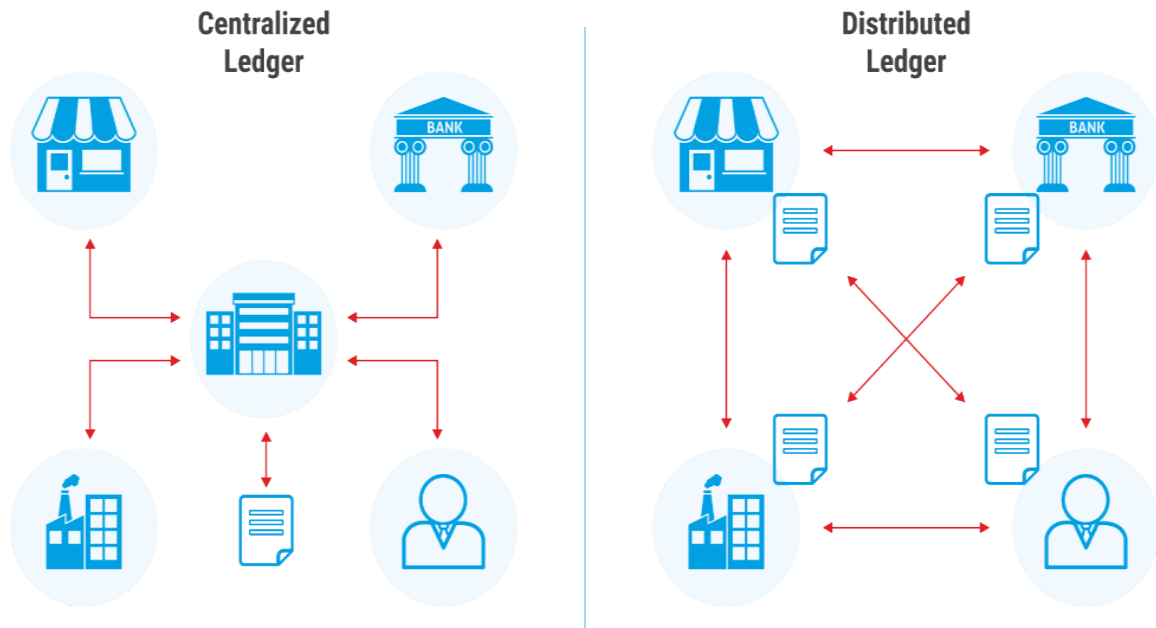 Centralized
Ledger
BANK
Distributed
Ledger
BANK